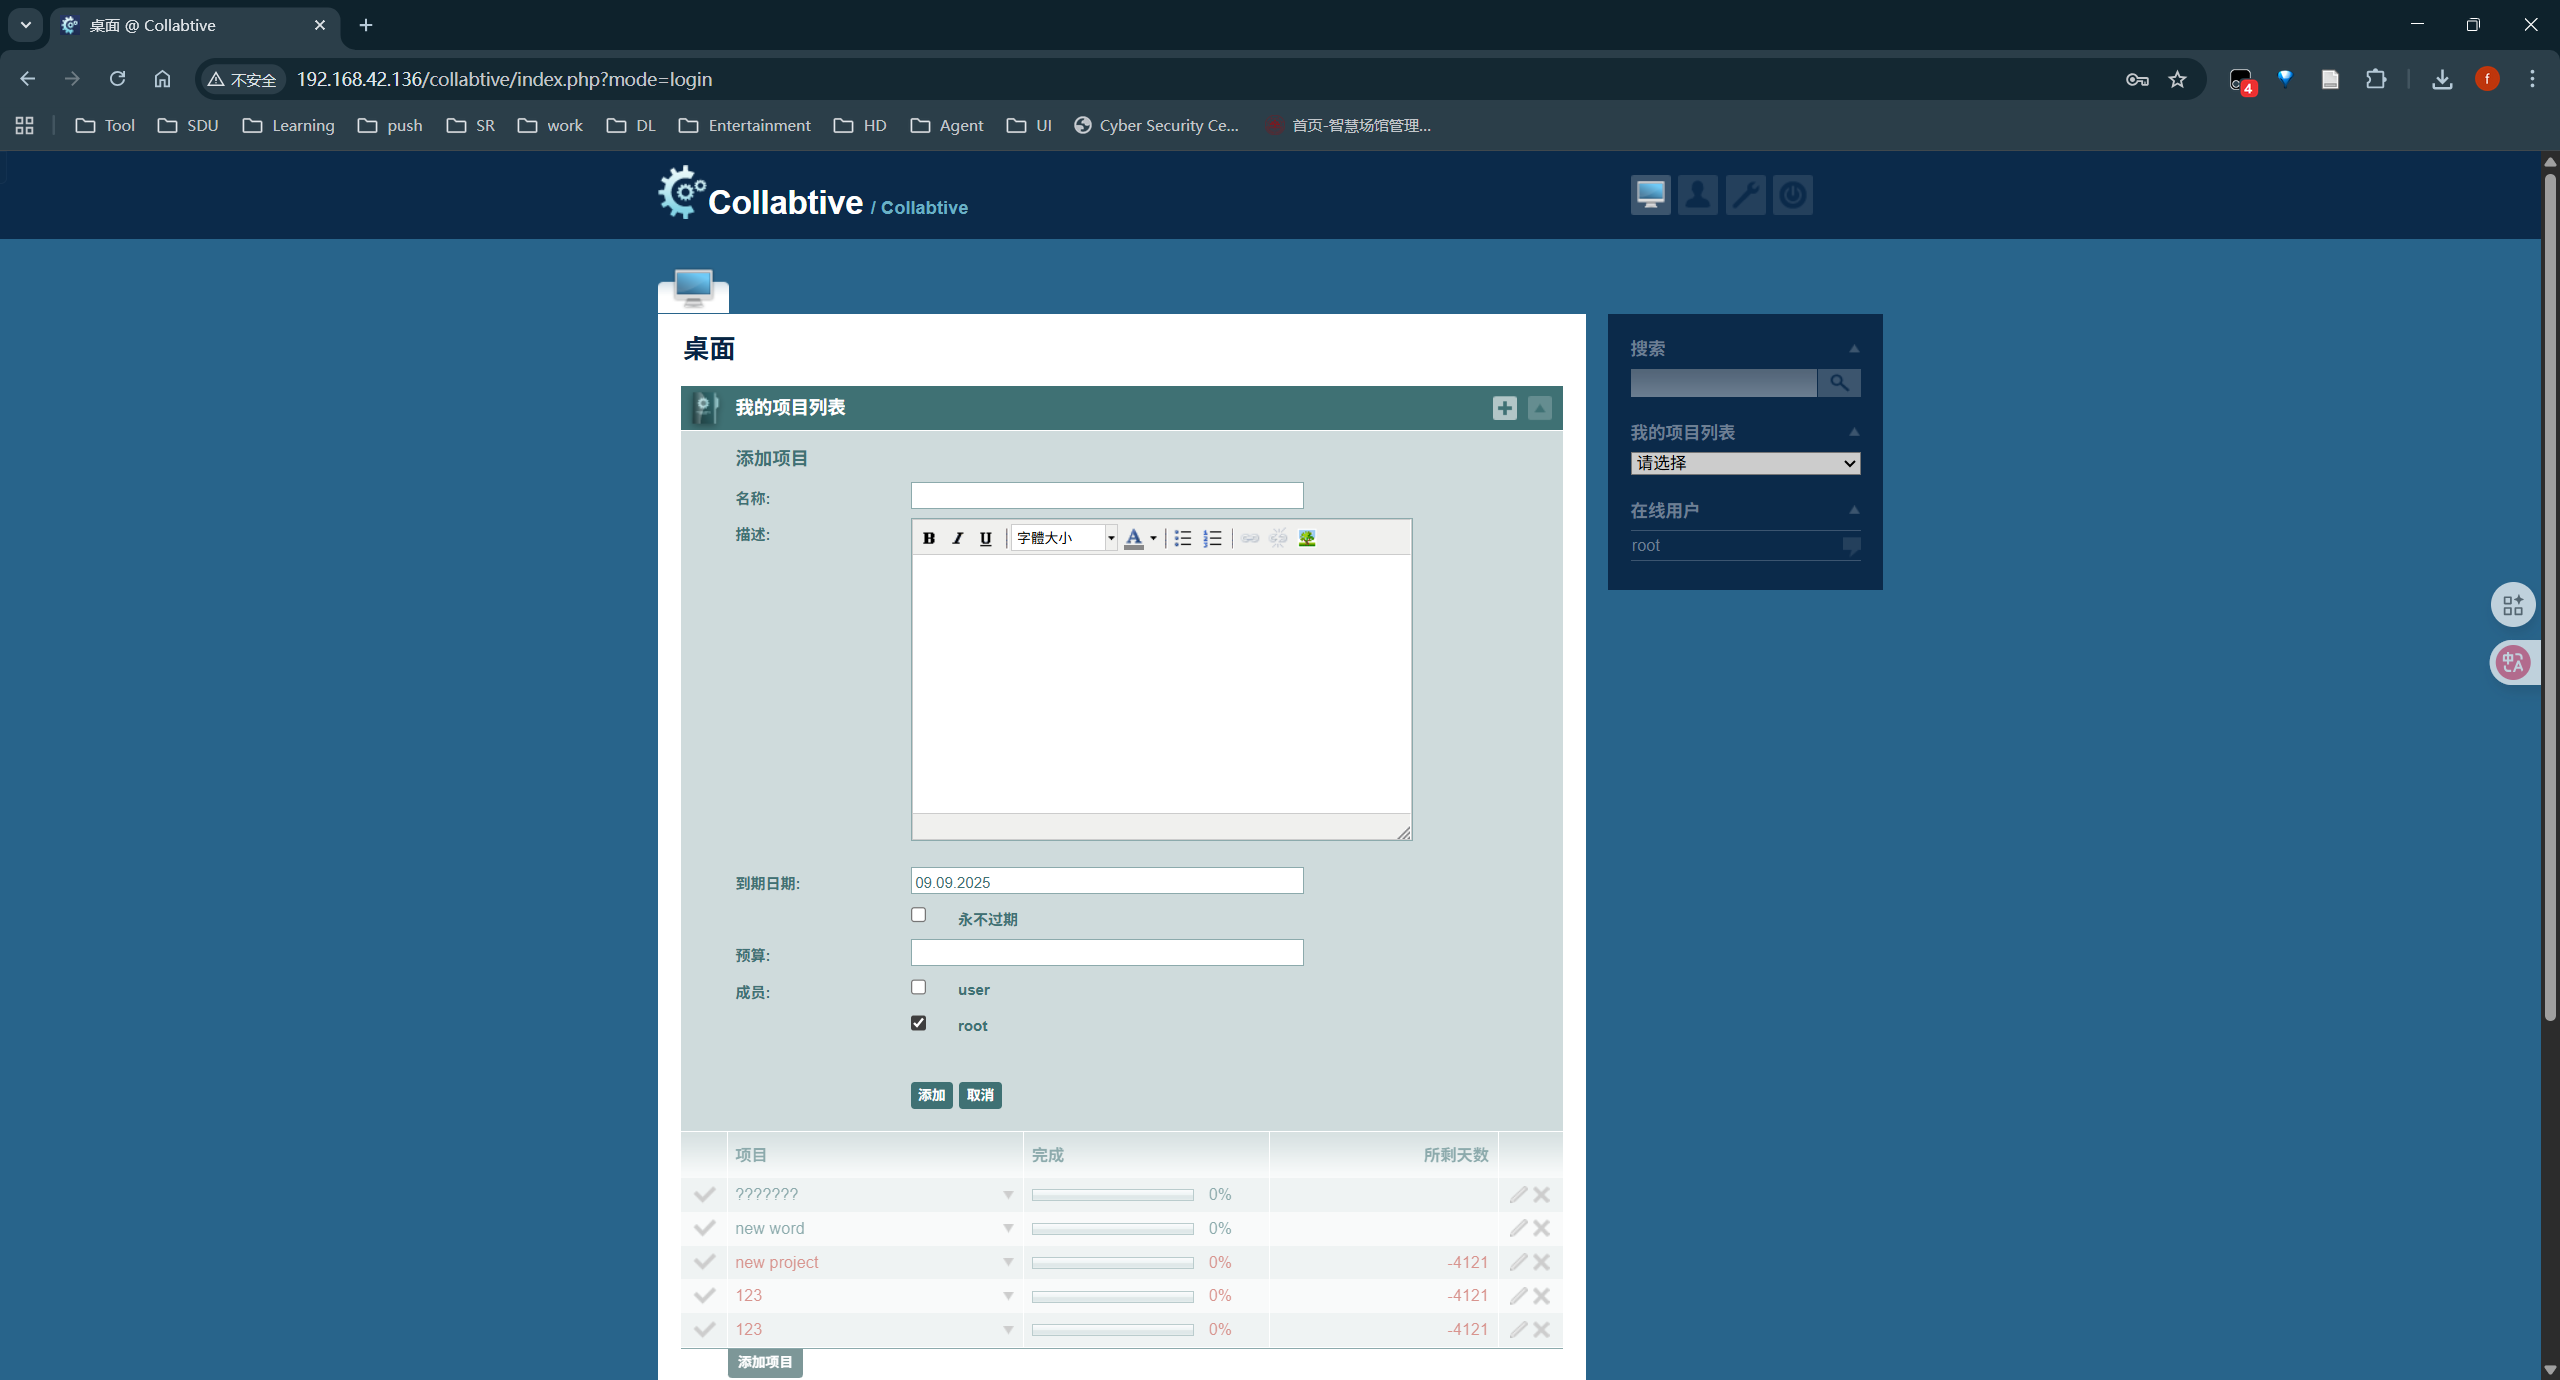 桌面 @ Collabtive
不安全
192.168.42.136/collabtive/index.php?mode=login
4
f
Tool
SDU
Learning
push
SR
work
DL
Entertainment
HD
Agent
UI
Cyber Security Ce...
首页-智慧场馆管理...
Collabtive / Collabtive
桌面
我的项目列表
添加项目
名称:
描述:
B I U 字體大小 A
到期日期:
09.09.2025
永不过期
预算:
成员:
user
root
添加 取消
项目 完成 所剩天数
??????? 0%
new word 0%
new project 0% -4121
123 0% -4121
123 0% -4121
添加项目
搜索
我的项目列表
请选择
在线用户
root